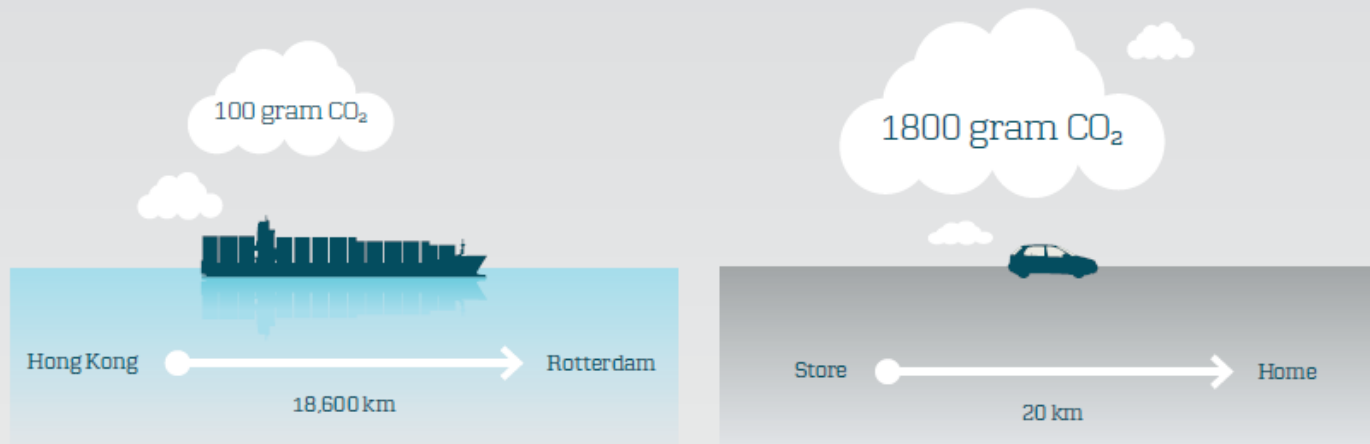 100 gram CO₂
Hong Kong
Rotterdam
18,600 km
1800 gram CO₂
Store
Home
20 km